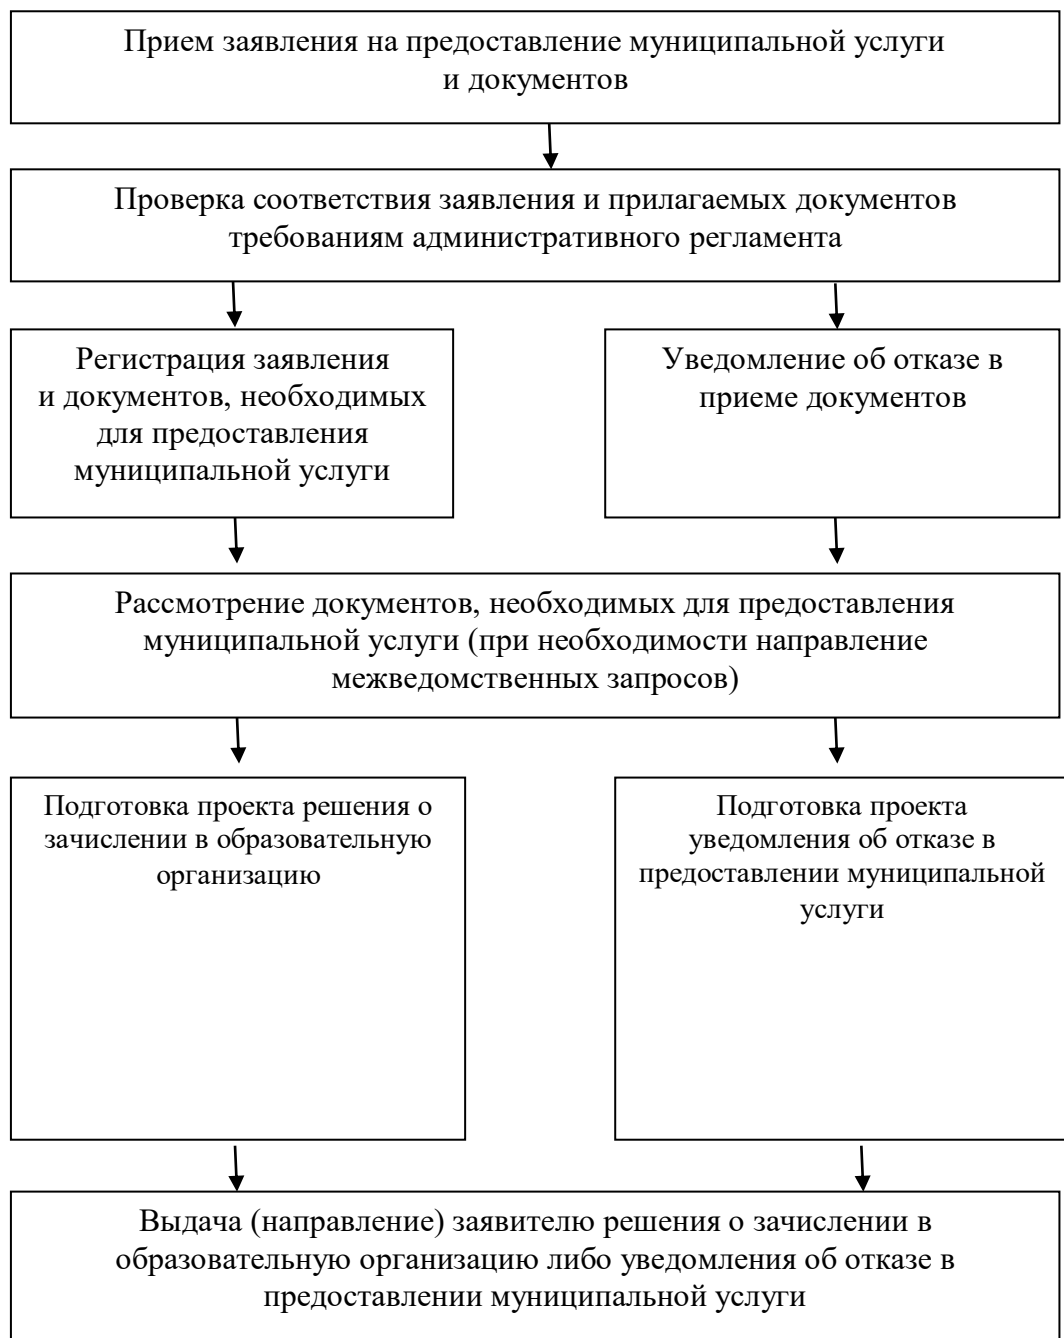 Прием заявления на предоставление муниципальной услуги
и документов
Проверка соответствия заявления и прилагаемых документов
требованиям административного регламента
Регистрация заявления
и документов, необходимых
для предоставления
муниципальной услуги
Уведомление об отказе в
приеме документов
Рассмотрение документов, необходимых для предоставления
муниципальной услуги (при необходимости направление
межведомственных запросов)
Подготовка проекта решения о
зачислении в образовательную
организацию
Подготовка проекта
уведомления об отказе в
предоставлении муниципальной
услуги
Выдача (направление) заявителю решения о зачислении в
образовательную организацию либо уведомления об отказе в
предоставлении муниципальной услуги